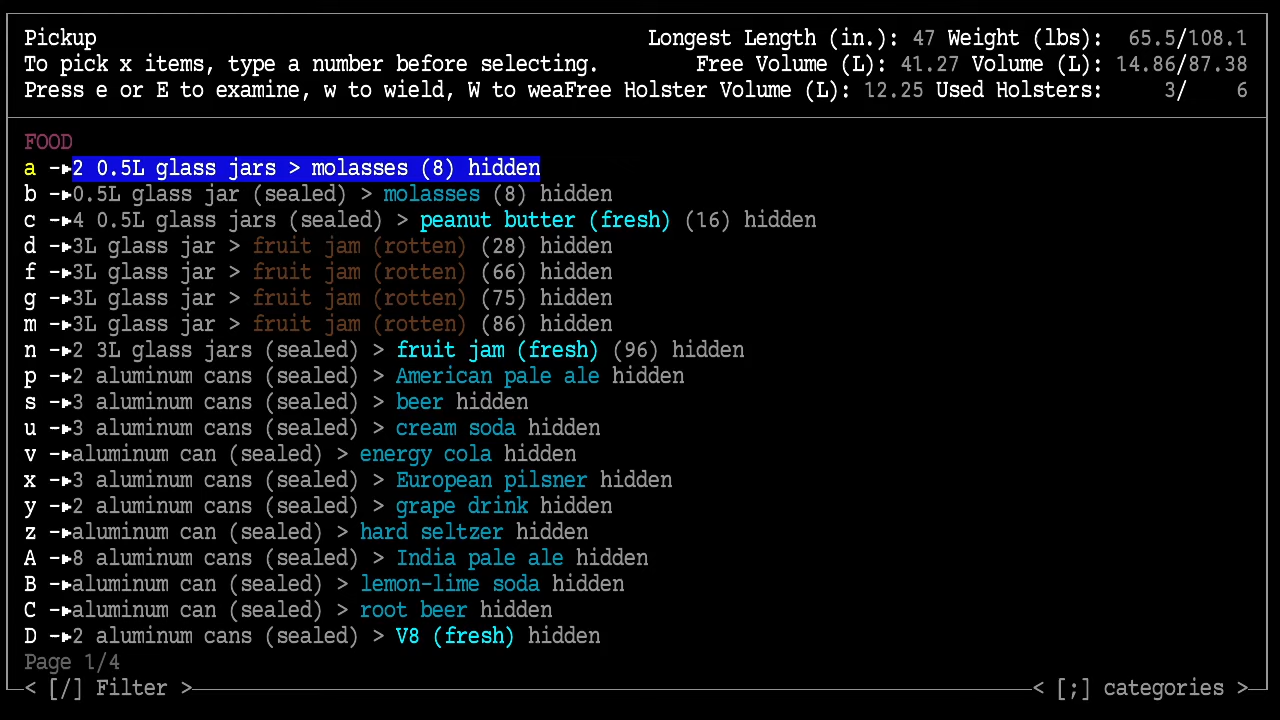 Pickup Longest Length (in.): 47 Weight (lbs): 65.5/108.1
To pick x items, type a number before selecting. Free Volume (L): 41.27 Volume (L): 14.86/87.38
Press e or E to examine, w to wield, W to weaFree Holster Volume (L): 12.25 Used Holsters: 3/ 6
FOOD
a -▸2 0.5L glass jars > molasses (8) hidden
b -▸0.5L glass jar (sealed) > molasses (8) hidden
c -▸4 0.5L glass jars (sealed) > peanut butter (fresh) (16) hidden
d -▸3L glass jar > fruit jam (rotten) (28) hidden
f -▸3L glass jar > fruit jam (rotten) (66) hidden
g -▸3L glass jar > fruit jam (rotten) (75) hidden
m -▸3L glass jar > fruit jam (rotten) (86) hidden
n -▸2 3L glass jars (sealed) > fruit jam (fresh) (96) hidden
p -▸2 aluminum cans (sealed) > American pale ale hidden
s -▸3 aluminum cans (sealed) > beer hidden
u -▸3 aluminum cans (sealed) > cream soda hidden
v -▸aluminum can (sealed) > energy cola hidden
x -▸3 aluminum cans (sealed) > European pilsner hidden
y -▸2 aluminum cans (sealed) > grape drink hidden
z -▸aluminum can (sealed) > hard seltzer hidden
A -▸8 aluminum cans (sealed) > India pale ale hidden
B -▸aluminum can (sealed) > lemon-lime soda hidden
C -▸aluminum can (sealed) > root beer hidden
D -▸2 aluminum cans (sealed) > V8 (fresh) hidden
Page 1/4
< [/] Filter > < [;] categories >